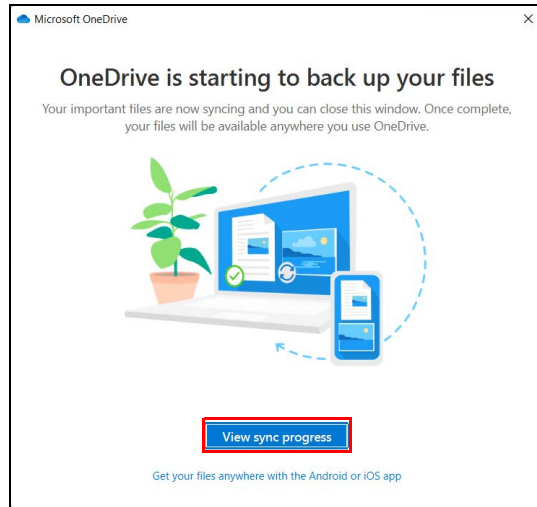 Microsoft OneDrive
OneDrive is starting to back up your files
Your important files are now syncing and you can close this window. Once complete,
your files will be available anywhere you use OneDrive.
View sync progress
Get your files anywhere with the Android or iOS app